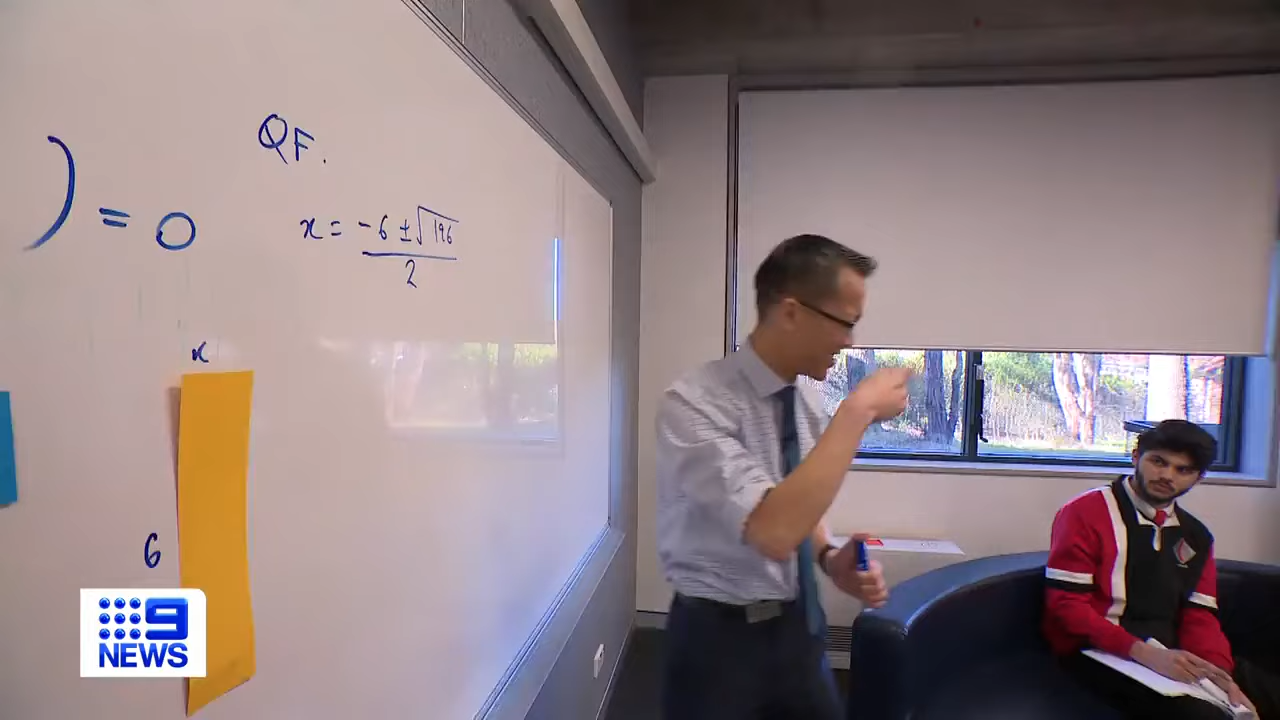 QF.
) = 0
x = -6 ± √196
2
x
6
9
NEWS